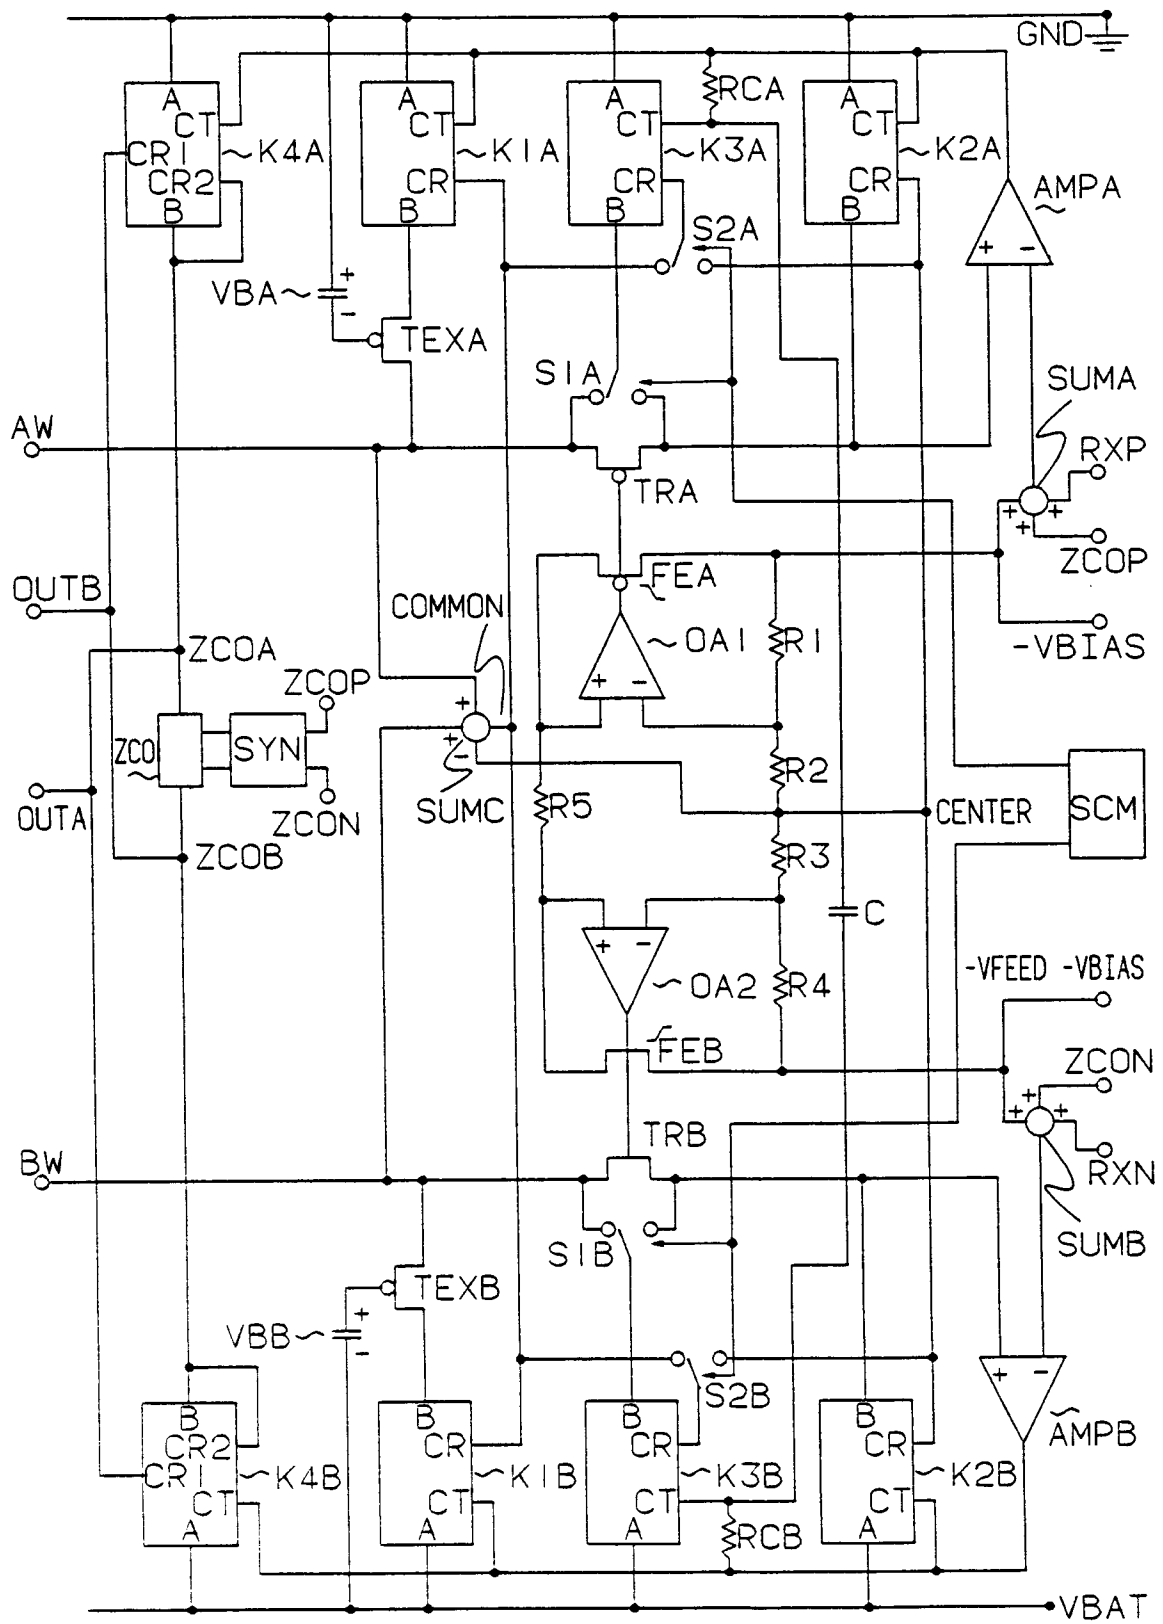 GND
A
CT
CR1
CR2
B
K4A
A
CT
CR
B
K1A
A
CT
CR
B
K3A
RCA
A
CT
CR
B
K2A
AMPA
+ -
S2A
VBA
+
-
TEXA
S1A
SUMA
AW
RXP
TRA
+ + +
ZCOP
OUTB
COMMON
FEA
OA1
R1
-VBIAS
ZCOA
ZCOP
+ -
+
+
-
ZCO
SYN
R2
SUMC
R5
OUTA
ZCON
CENTER
SCM
ZCOB
R3
C
+ -
OA2
R4
-VFEED -VBIAS
FEB
ZCON
+ + +
TRB
BW
RXN
S1B
SUMB
TEXB
VBB
+
-
S2B
+ -
AMPB
B
CR2
CR1
CT
A
K4B
B
CR
CT
A
K1B
B
CR
CT
A
K3B
RCB
B
CR
CT
A
K2B
VBAT